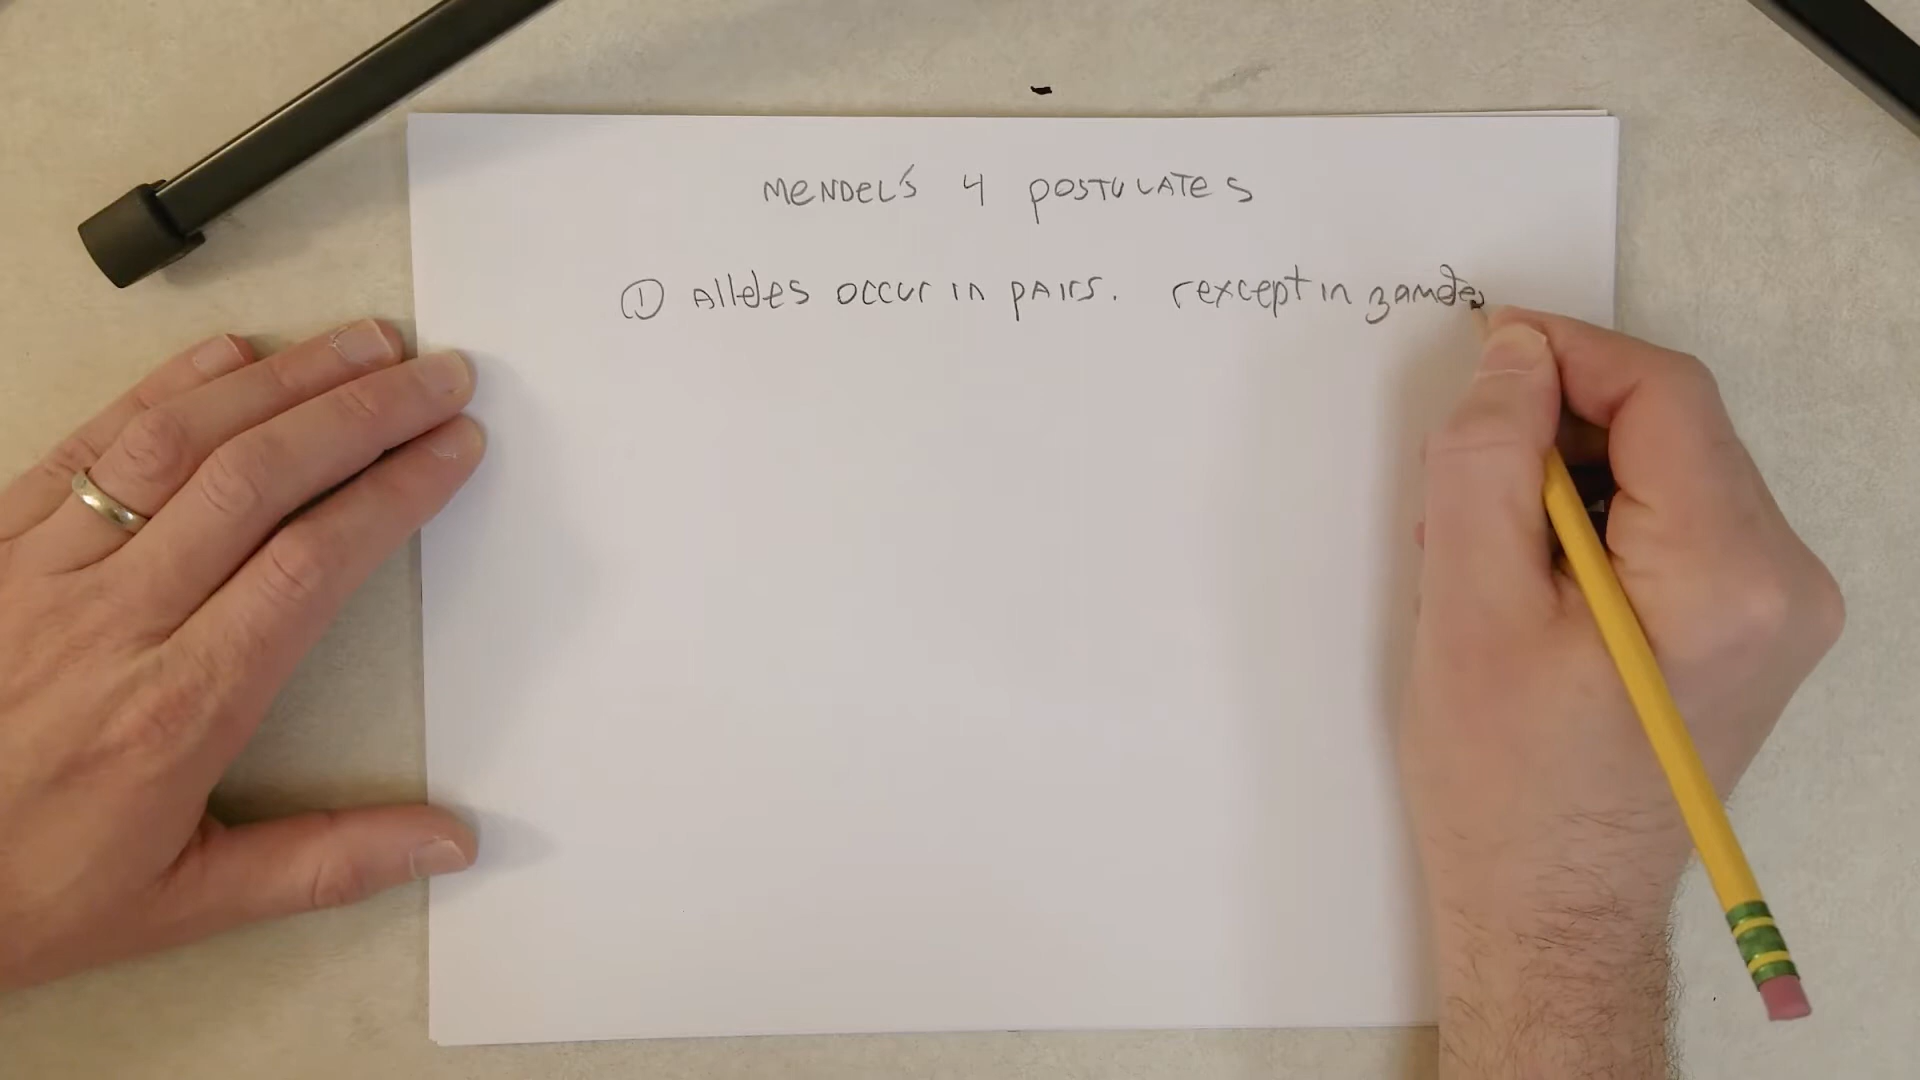 MENDEL'S 4 POSTULATES
① Alleles occur in pAirs. (except in gametes